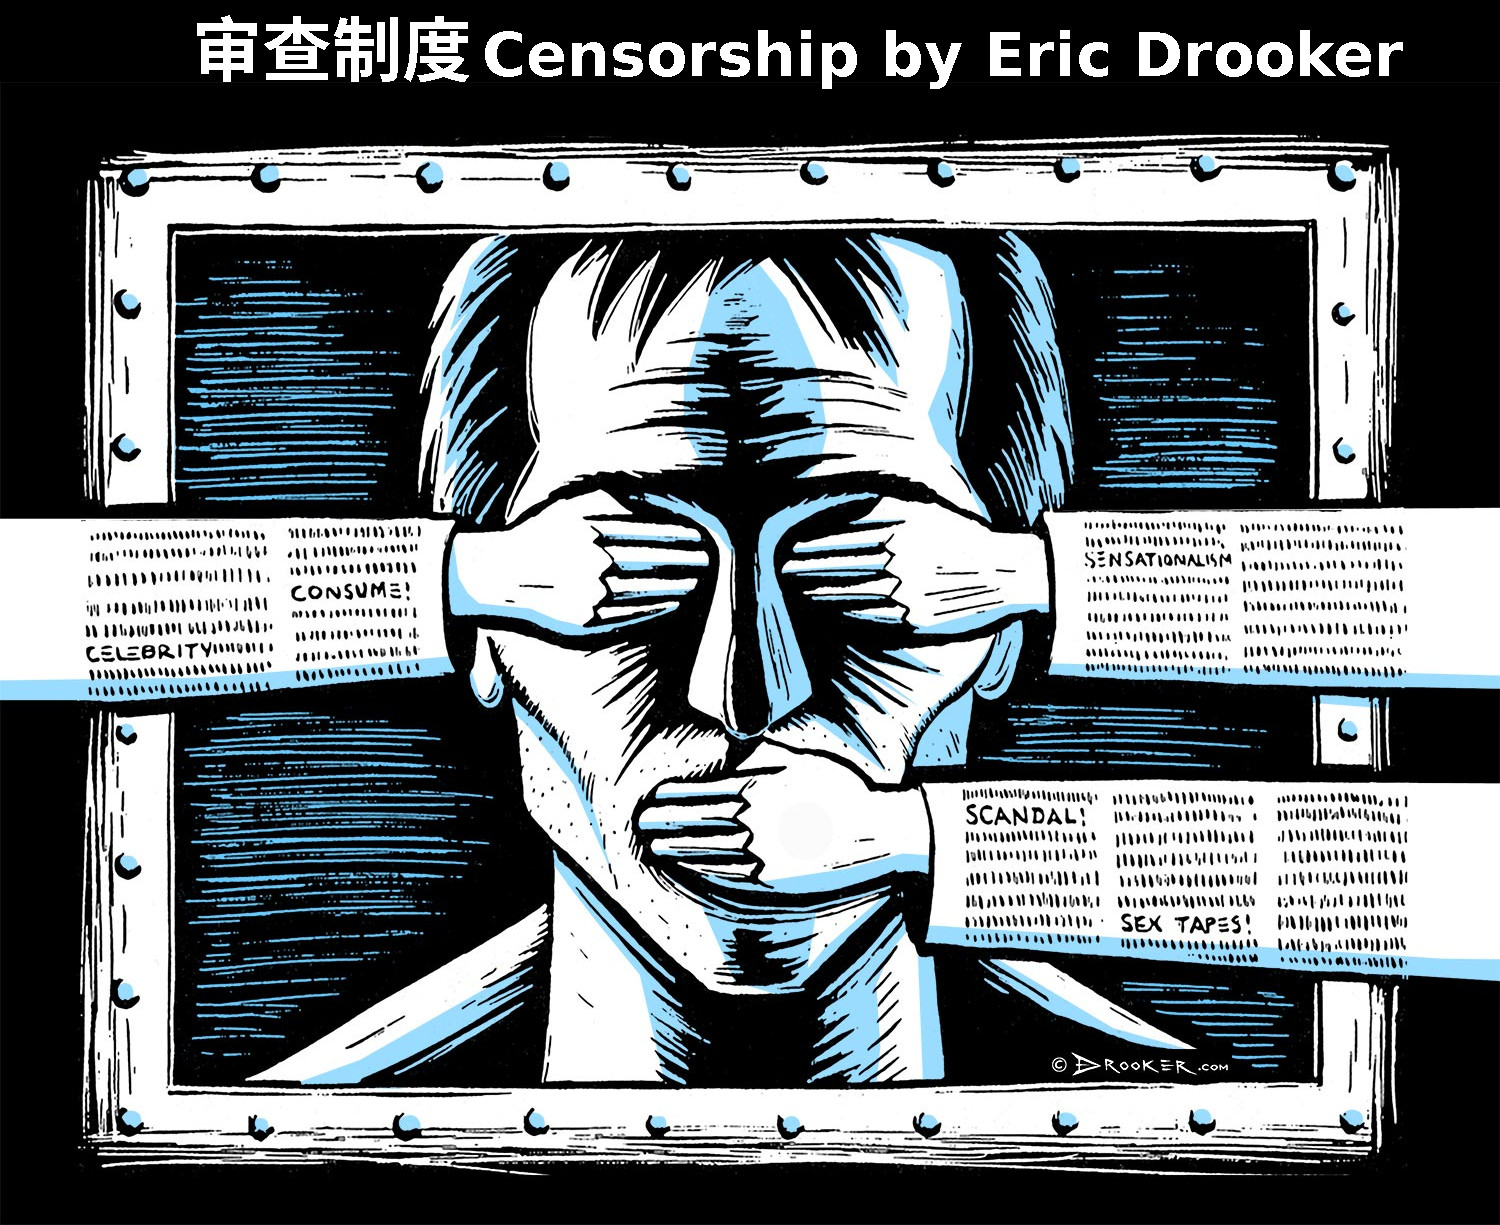 审查制度 Censorship by Eric Drooker
CONSUME!
CELEBRITY
SENSATIONALISM
SCANDAL!
SEX TAPES!
© DROOKER.COM